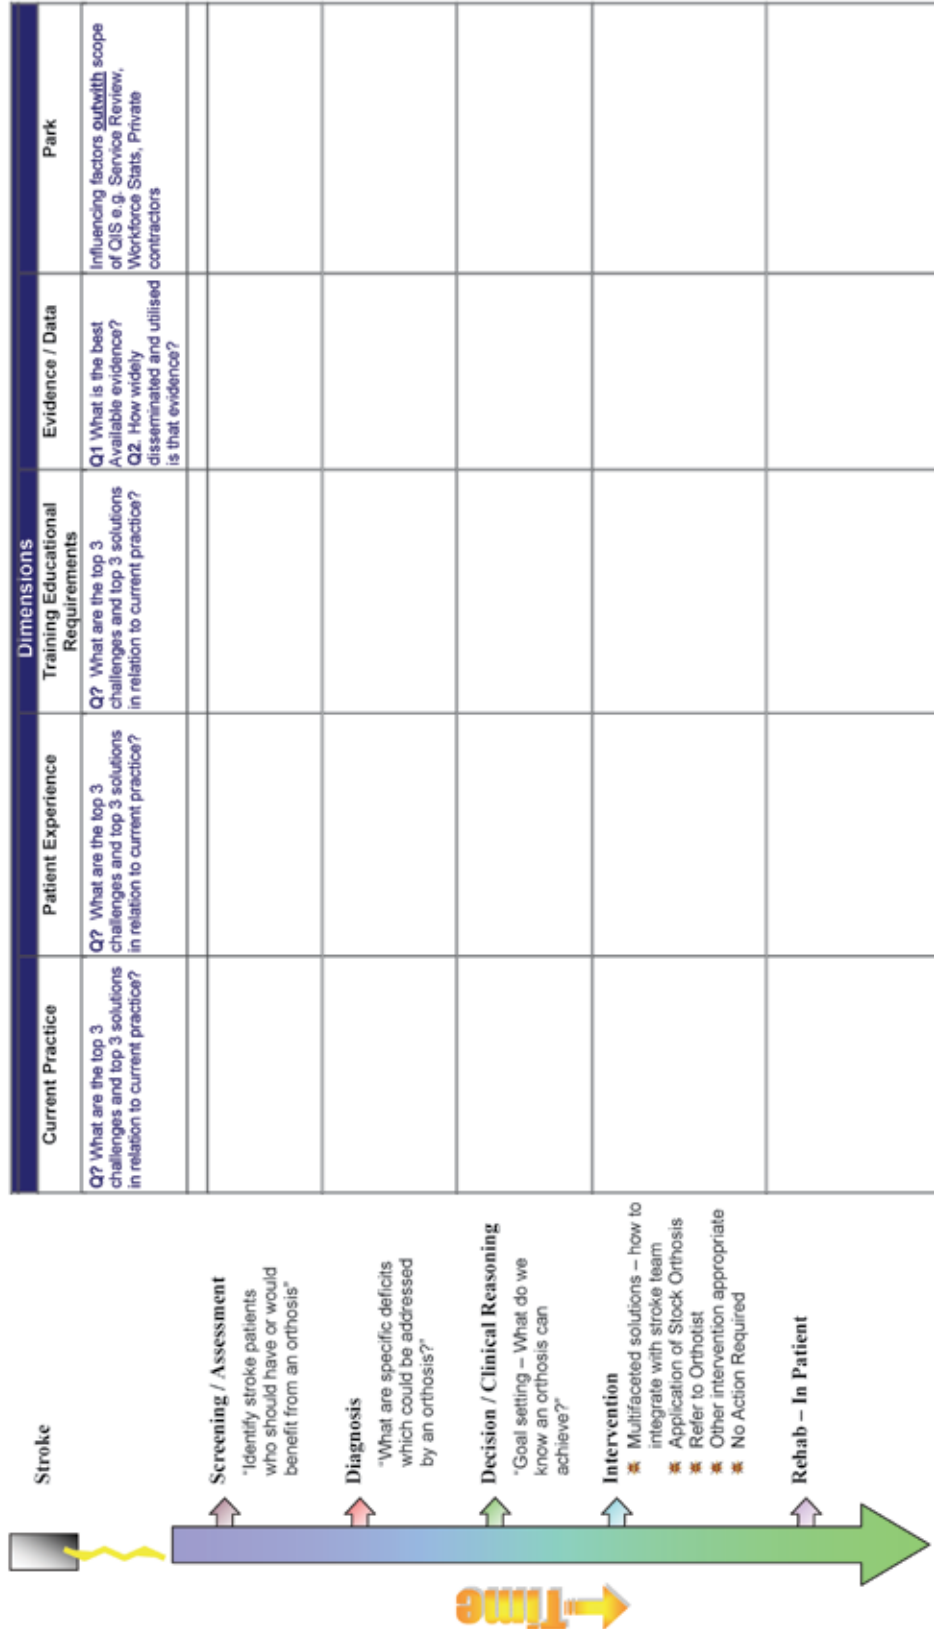 Stroke
Dimensions
Current Practice
Patient Experience
Training Educational
Requirements
Evidence / Data
Park
Q? What are the top 3
challenges and top 3 solutions
in relation to current practice?
Q? What are the top 3
challenges and top 3 solutions
in relation to current practice?
Q? What are the top 3
challenges and top 3 solutions
in relation to current practice?
Q1 What is the best
Available evidence?
Q2. How widely
disseminated and utilised
is that evidence?
Influencing factors outwith scope
of QIS e.g. Service Review,
Workforce Stats, Private
contractors
Screening / Assessment
"Identify stroke patients
who should have or would
benefit from an orthosis"
Diagnosis
"What are specific deficits
which could be addressed
by an orthosis?"
Decision / Clinical Reasoning
"Goal setting – What do we
know an orthosis can
achieve?"
Intervention
Multifaceted solutions – how to
integrate with stroke team
Application of Stock Orthosis
Refer to Orthotist
Other intervention appropriate
No Action Required
Rehab – In Patient
Time